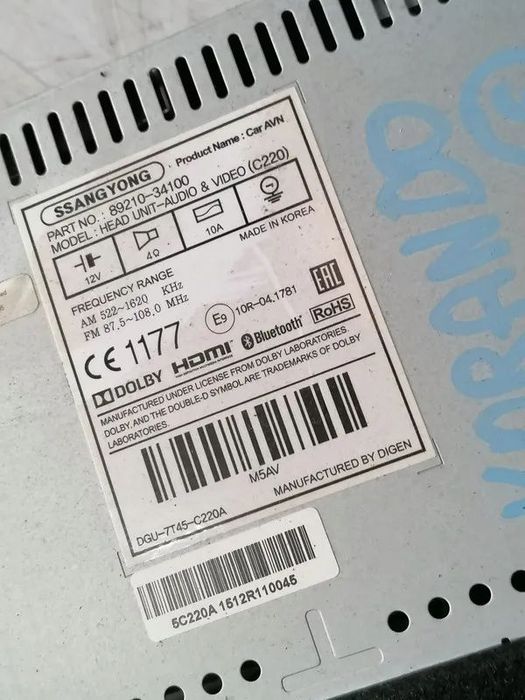 SSANGYONG
Product Name : Car AVN
PART NO. : 89210-34100
MODEL : HEAD UNIT-AUDIO & VIDEO (C220)
12V
4Ω
10A
MADE IN KOREA
FREQUENCY RANGE
AM 522~1620 KHz
FM 87.5~108.0 MHz
CE 1177
E9 10R-04.1781
EAC
DOLBY
HDMI
Bluetooth
RoHS
MANUFACTURED UNDER LICENSE FROM DOLBY LABORATORIES.
DOLBY, AND THE DOUBLE-D SYMBOL ARE TRADEMARKS OF DOLBY
LABORATORIES.
M5AV
DGU-7T45-C220A
MANUFACTURED BY DIGEN
5C220A 1512R110045